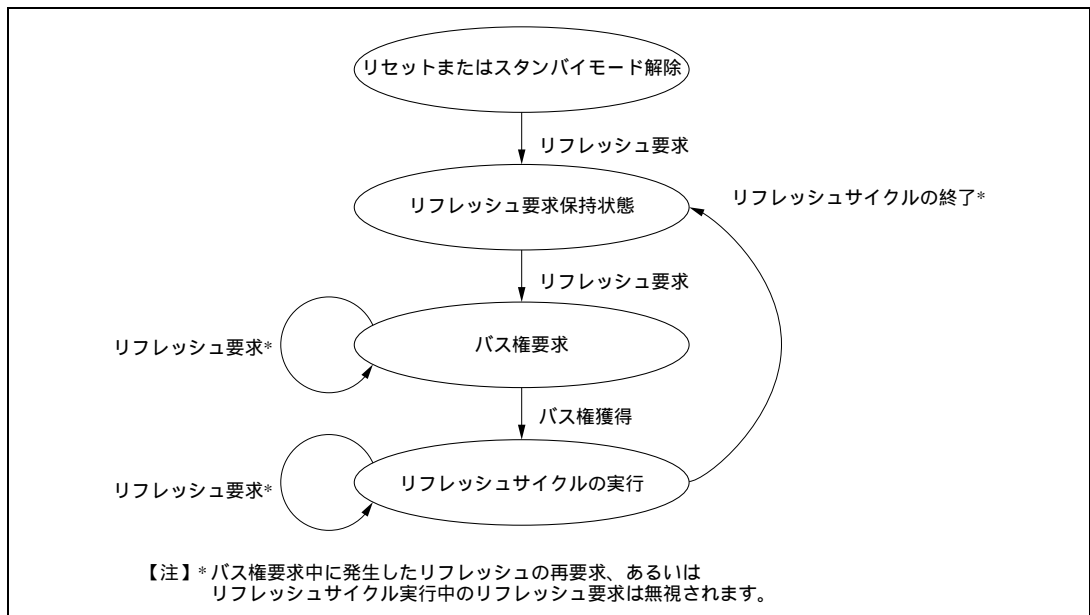 リセットまたはスタンバイモード解除
リフレッシュ要求
リフレッシュ要求保持状態
リフレッシュサイクルの終了*
リフレッシュ要求
リフレッシュ要求*
バス権要求
バス権獲得
リフレッシュ要求*
リフレッシュサイクルの実行
【注】* バス権要求中に発生したリフレッシュの再要求、あるいは
リフレッシュサイクル実行中のリフレッシュ要求は無視されます。